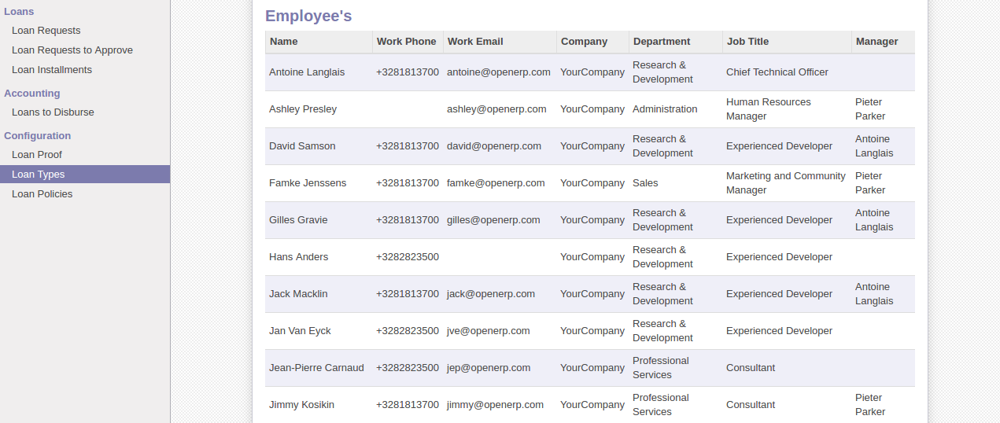 Loans
Loan Requests
Loan Requests to Approve
Loan Installments
Accounting
Loans to Disburse
Configuration
Loan Proof
Loan Types
Loan Policies
Employee's
Name Work Phone Work Email Company Department Job Title Manager
Antoine Langlais +3281813700 antoine@openerp.com YourCompany Research & Development Chief Technical Officer
Ashley Presley ashley@openerp.com YourCompany Administration Human Resources Manager Pieter Parker
David Samson +3281813700 david@openerp.com YourCompany Research & Development Experienced Developer Antoine Langlais
Famke Jenssens +3281813700 famke@openerp.com YourCompany Sales Marketing and Community Manager Pieter Parker
Gilles Gravie +3281813700 gilles@openerp.com YourCompany Research & Development Experienced Developer Antoine Langlais
Hans Anders +3282823500 YourCompany Research & Development Experienced Developer
Jack Macklin +3281813700 jack@openerp.com YourCompany Research & Development Experienced Developer Antoine Langlais
Jan Van Eyck +3282823500 jve@openerp.com YourCompany Research & Development Experienced Developer
Jean-Pierre Carnaud +3282823500 jep@openerp.com YourCompany Professional Services Consultant
Jimmy Kosikin +3281813700 jimmy@openerp.com YourCompany Professional Services Consultant Pieter Parker